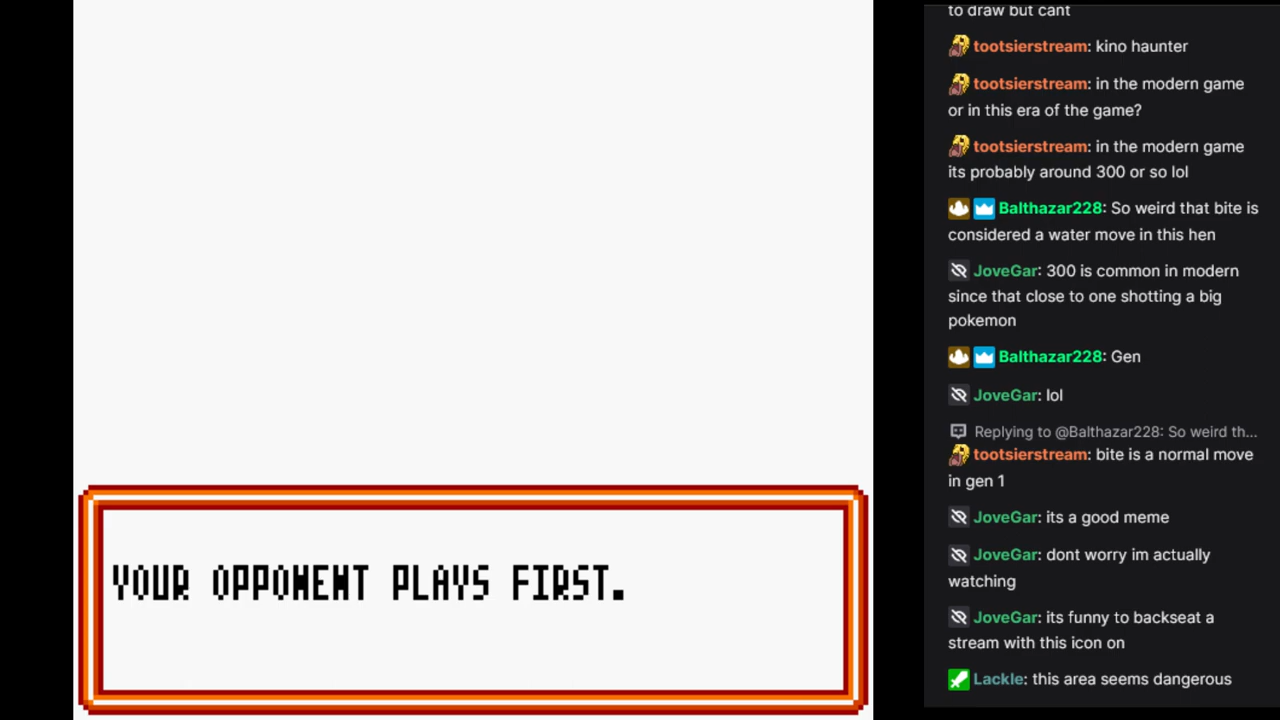 to draw but cant
tootsierstream: kino haunter
tootsierstream: in the modern game
or in this era of the game?
tootsierstream: in the modern game
its probably around 300 or so lol
Balthazar228: So weird that bite is
considered a water move in this hen
JoveGar: 300 is common in modern
since that close to one shotting a big
pokemon
Balthazar228: Gen
JoveGar: lol
Replying to @Balthazar228: So weird th...
tootsierstream: bite is a normal move
in gen 1
JoveGar: its a good meme
JoveGar: dont worry im actually
watching
JoveGar: its funny to backseat a
stream with this icon on
Lackle: this area seems dangerous
YOUR OPPONENT PLAYS FIRST.